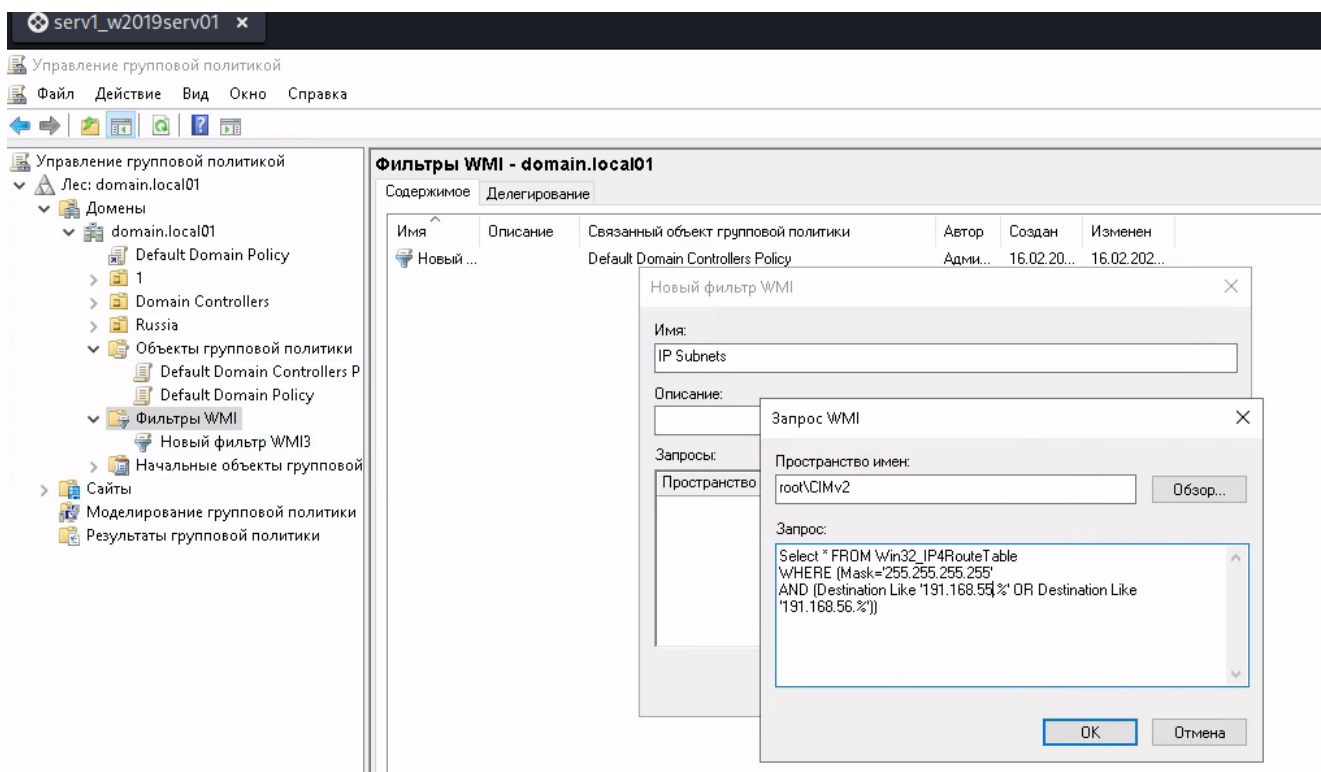 serv1_w2019serv01 ×
Управление групповой политикой
Файл Действие Вид Окно Справка
Управление групповой политикой
Лес: domain.local01
Домены
domain.local01
Default Domain Policy
1
Domain Controllers
Russia
Объекты групповой политики
Default Domain Controllers P
Default Domain Policy
Фильтры WMI
Новый фильтр WMI3
Начальные объекты групповой
Сайты
Моделирование групповой политики
Результаты групповой политики
Фильтры WMI - domain.local01
Содержимое Делегирование
Имя Описание Связанный объект групповой политики Автор Создан Изменен
Новый ... Default Domain Controllers Policy Адми... 16.02.20... 16.02.202...
Новый фильтр WMI
Имя:
IP Subnets
Описание:
Запросы:
Пространство
Запрос WMI
Пространство имен:
root\CIMv2
Обзор...
Запрос:
Select * FROM Win32_IP4RouteTable
WHERE (Mask='255.255.255.255'
AND (Destination Like '191.168.55.%' OR Destination Like
'191.168.56.%'))
OK Отмена